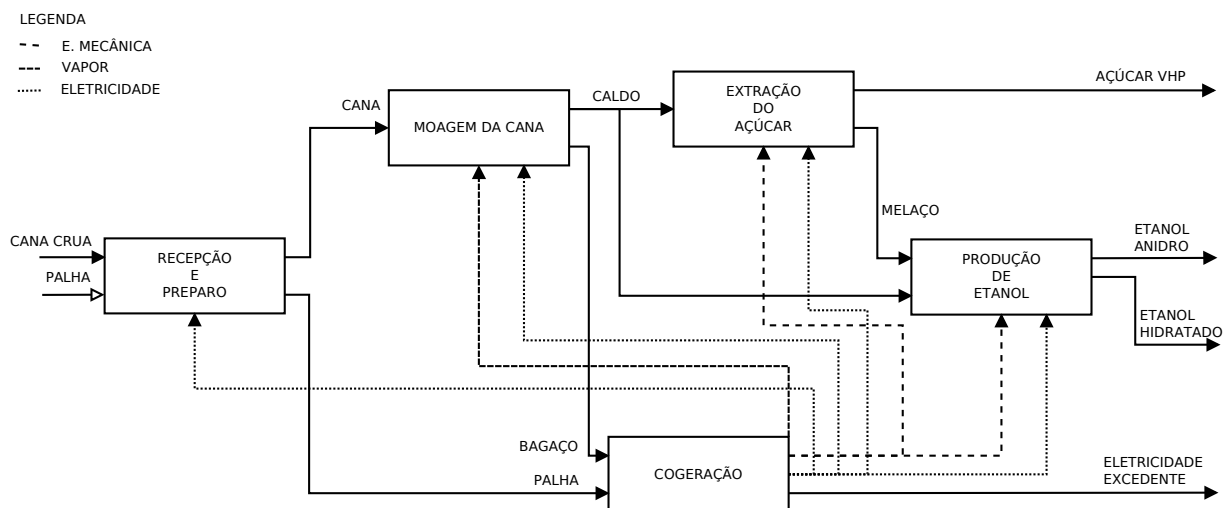 LEGENDA
E. MECÂNICA
VAPOR
ELETRICIDADE
CANA CRUA
PALHA
RECEPÇÃO
E
PREPARO
CANA
MOAGEM DA CANA
CALDO
EXTRAÇÃO
DO
AÇÚCAR
AÇÚCAR VHP
MELAÇO
PRODUÇÃO
DE
ETANOL
ETANOL
ANIDRO
ETANOL
HIDRATADO
BAGAÇO
PALHA
COGERAÇÃO
ELETRICIDADE
EXCEDENTE